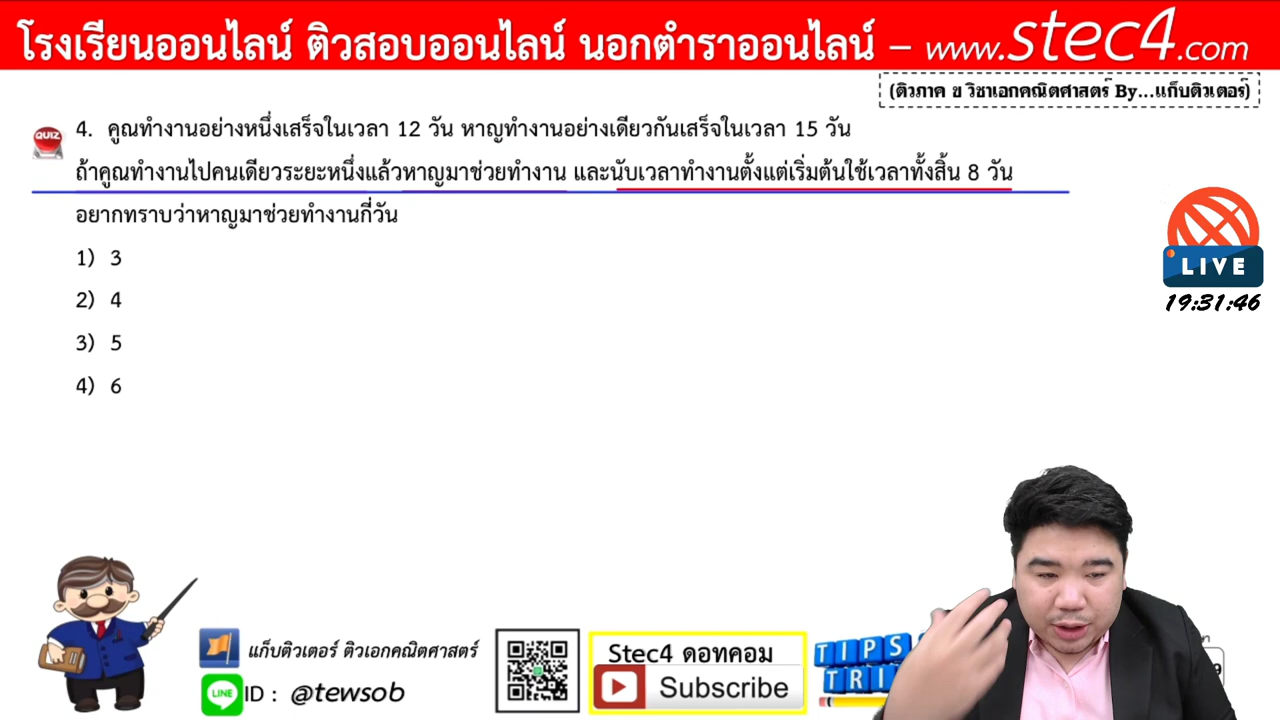 โรงเรียนออนไลน์ ติวสอบออนไลน์ นอกตำราออนไลน์ – www.stec4.com
(ติวภาค ข วิชาเอกคณิตศาสตร์ By...แก็บติวเตอร์)
QUIZ
4. คูณทำงานอย่างหนึ่งเสร็จในเวลา 12 วัน หาญทำงานอย่างเดียวกันเสร็จในเวลา 15 วัน
ถ้าคูณทำงานไปคนเดียวระยะหนึ่งแล้วหาญมาช่วยทำงาน และนับเวลาทำงานตั้งแต่เริ่มต้นใช้เวลาทั้งสิ้น 8 วัน
อยากทราบว่าหาญมาช่วยทำงานกี่วัน
1) 3
2) 4
3) 5
4) 6
LIVE
19:31:46
แก็บติวเตอร์ ติวเอกคณิตศาสตร์
LINE ID : @tewsob
Stec4 ดอทคอม
Subscribe
TIPS
TRI